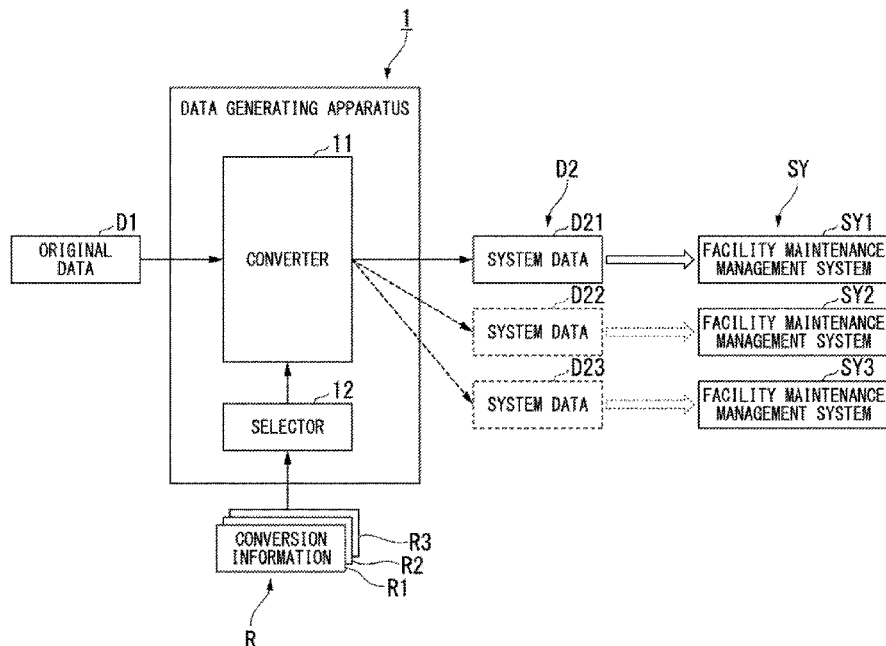 1
DATA GENERATING APPARATUS
11
D1
ORIGINAL
DATA
CONVERTER
D2
D21
SYSTEM DATA
D22
SYSTEM DATA
D23
SYSTEM DATA
SY
SY1
FACILITY MAINTENANCE
MANAGEMENT SYSTEM
SY2
FACILITY MAINTENANCE
MANAGEMENT SYSTEM
SY3
FACILITY MAINTENANCE
MANAGEMENT SYSTEM
12
SELECTOR
CONVERSION
INFORMATION
R3
R2
R1
R